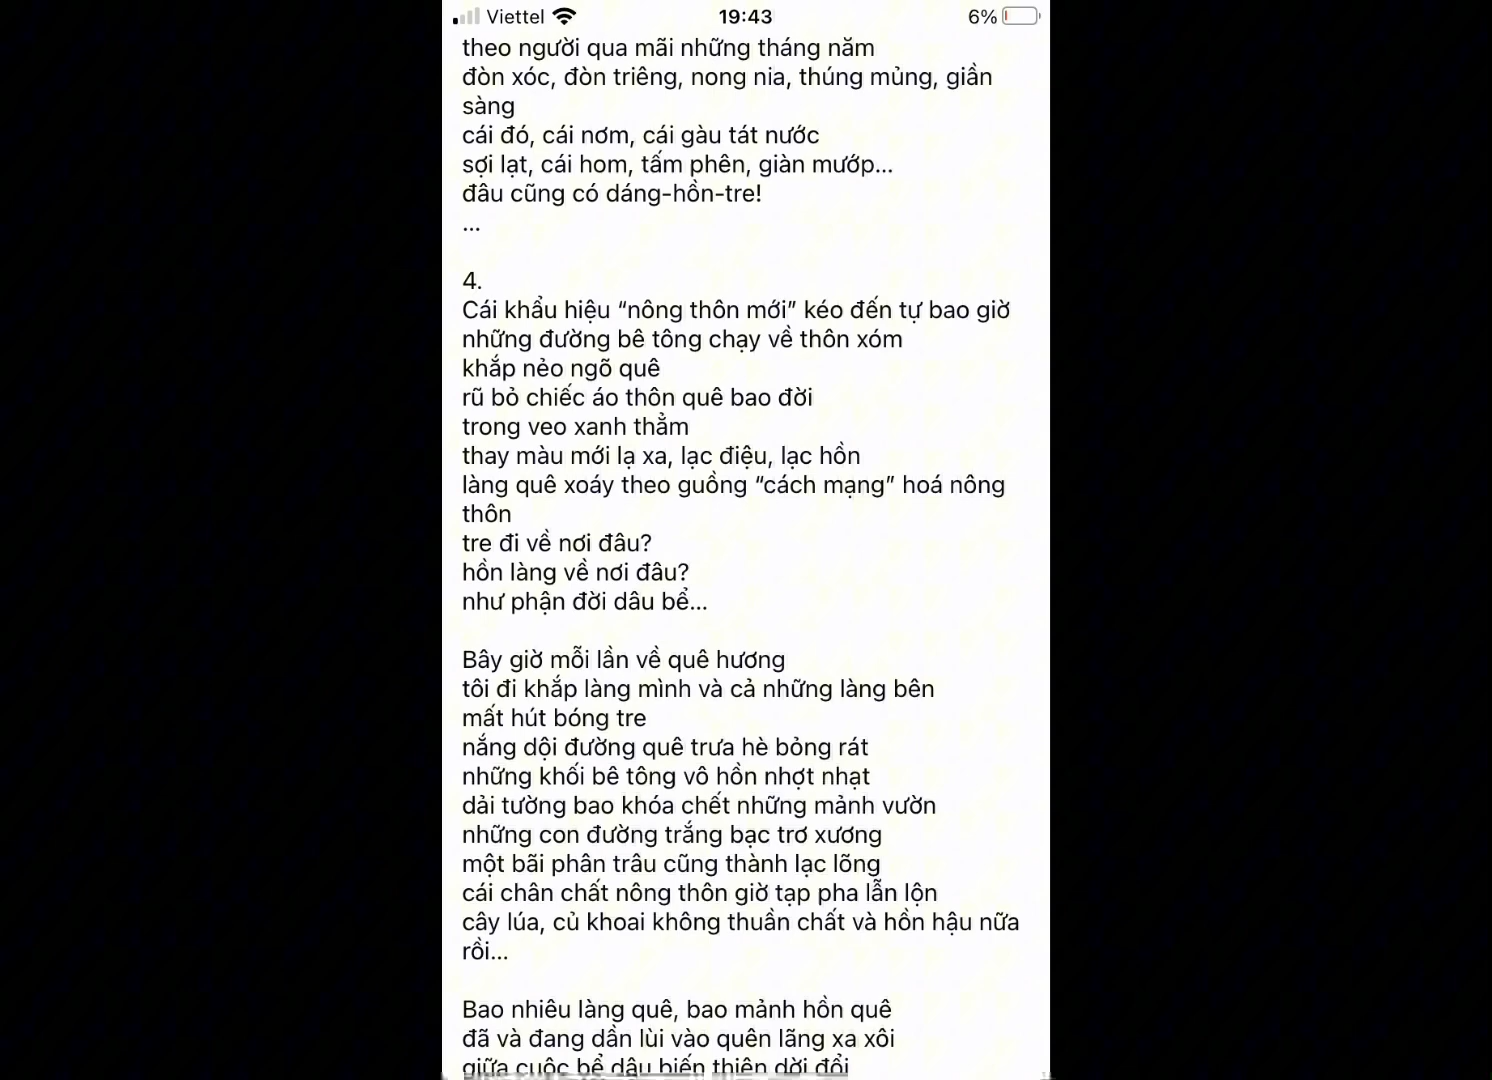 Viettel 19:43 6%
theo người qua mãi những tháng năm
đòn xóc, đòn triêng, nong nia, thúng mủng, giần
sàng
cái đó, cái nơm, cái gàu tát nước
sợi lạt, cái hom, tấm phên, giàn mướp...
đâu cũng có dáng-hồn-tre!
...
4.
Cái khẩu hiệu “nông thôn mới” kéo đến tự bao giờ
những đường bê tông chạy về thôn xóm
khắp nẻo ngõ quê
rũ bỏ chiếc áo thôn quê bao đời
trong veo xanh thẳm
thay màu mới lạ xa, lạc điệu, lạc hồn
làng quê xoáy theo guồng “cách mạng” hoá nông
thôn
tre đi về nơi đâu?
hồn làng về nơi đâu?
như phận đời dâu bể...
Bây giờ mỗi lần về quê hương
tôi đi khắp làng mình và cả những làng bên
mất hút bóng tre
nắng dội đường quê trưa hè bỏng rát
những khối bê tông vô hồn nhợt nhạt
dải tường bao khóa chết những mảnh vườn
những con đường trắng bạc trơ xương
một bãi phân trâu cũng thành lạc lõng
cái chân chất nông thôn giờ tạp pha lẫn lộn
cây lúa, củ khoai không thuần chất và hồn hậu nữa
rồi...
Bao nhiêu làng quê, bao mảnh hồn quê
đã và đang dần lùi vào quên lãng xa xôi
giữa cuộc bể dâu biến thiên dời đổi